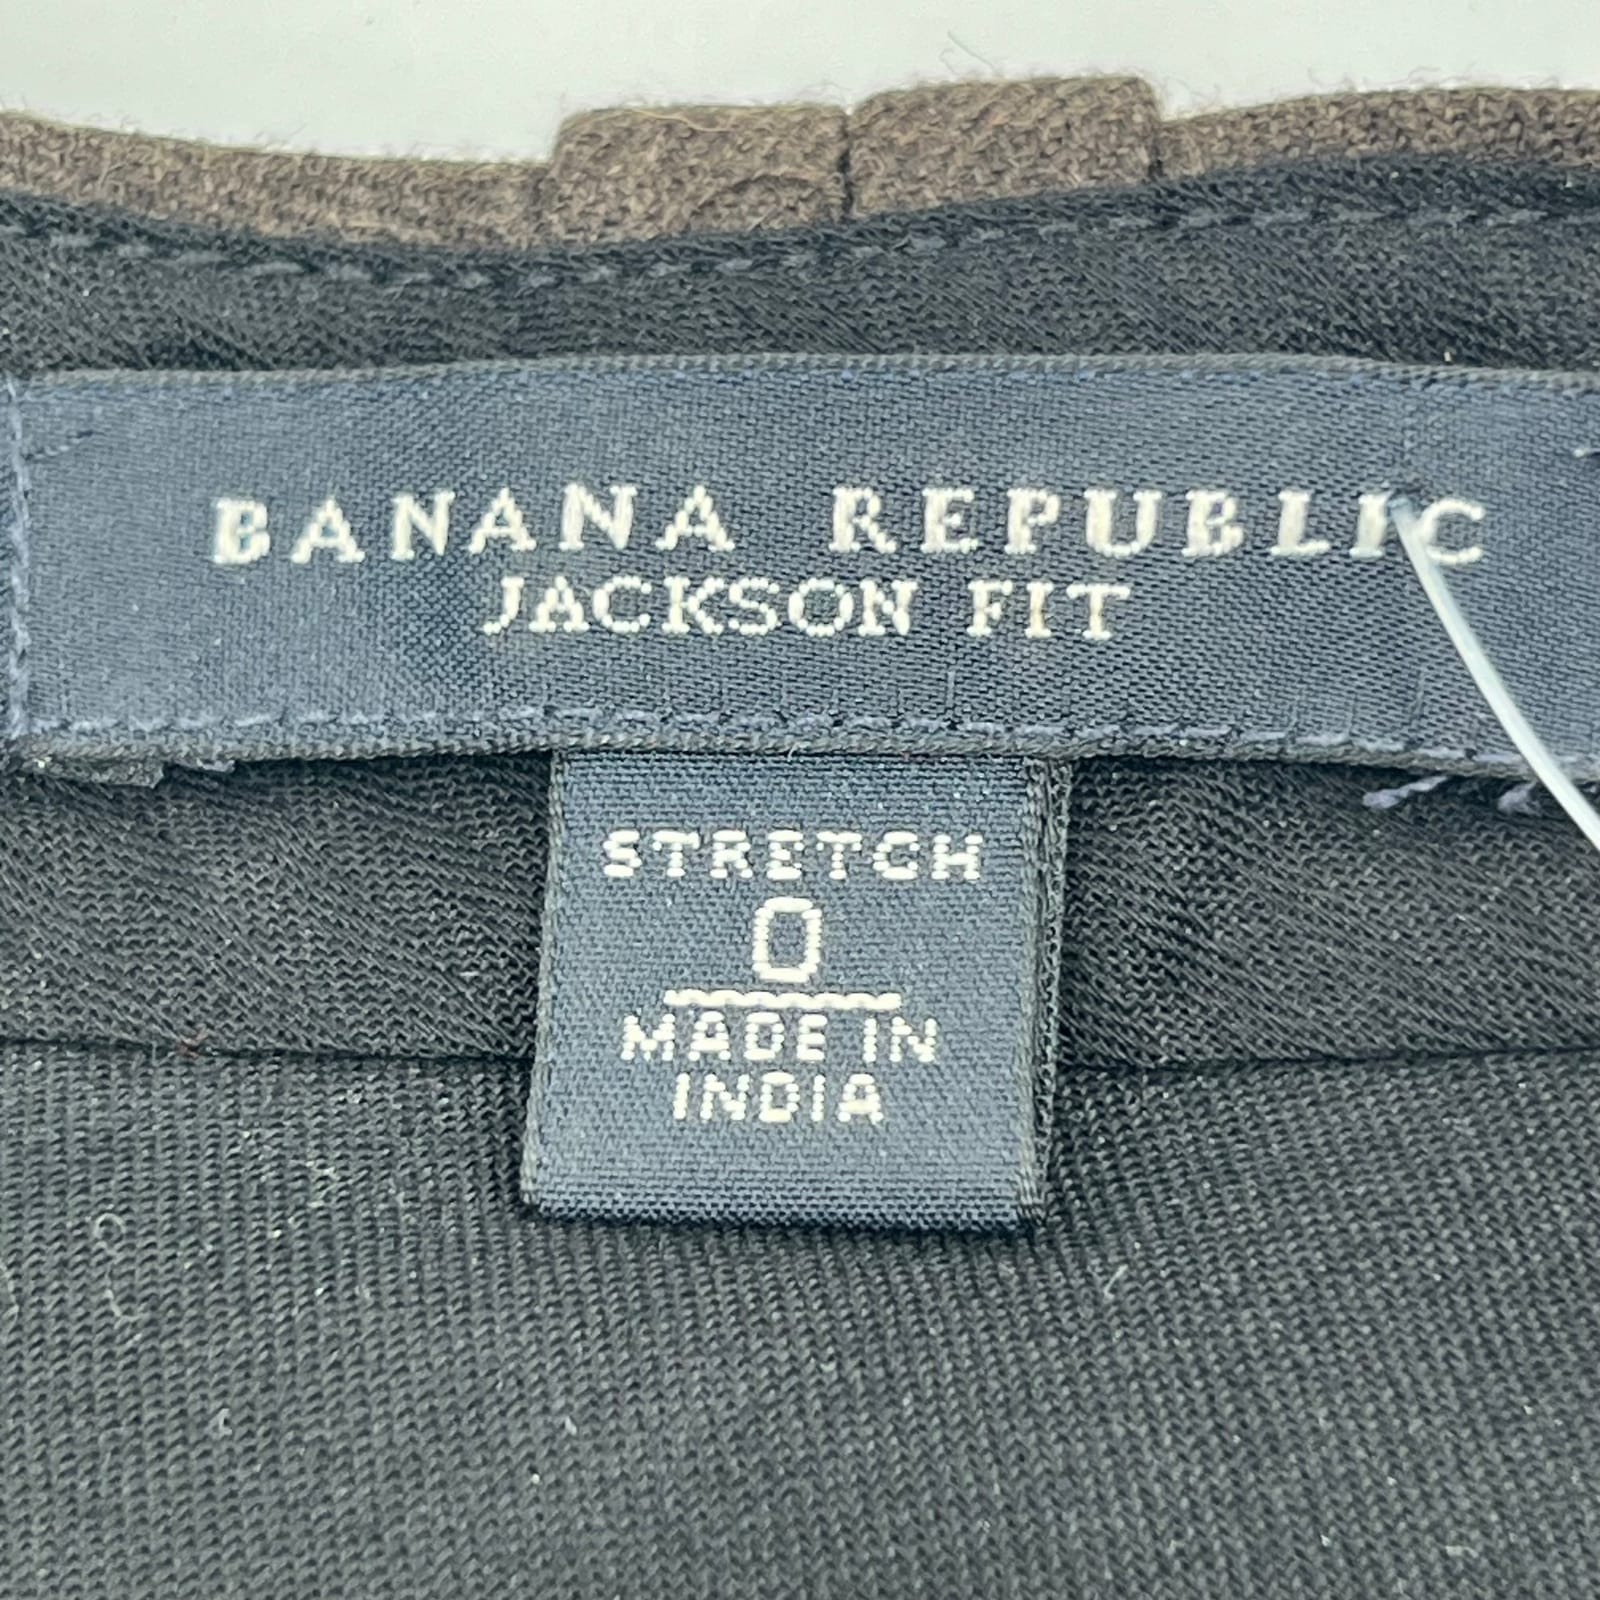 BANANA REPUBLIC
JACKSON FIT
STRETCH
0
MADE IN
INDIA